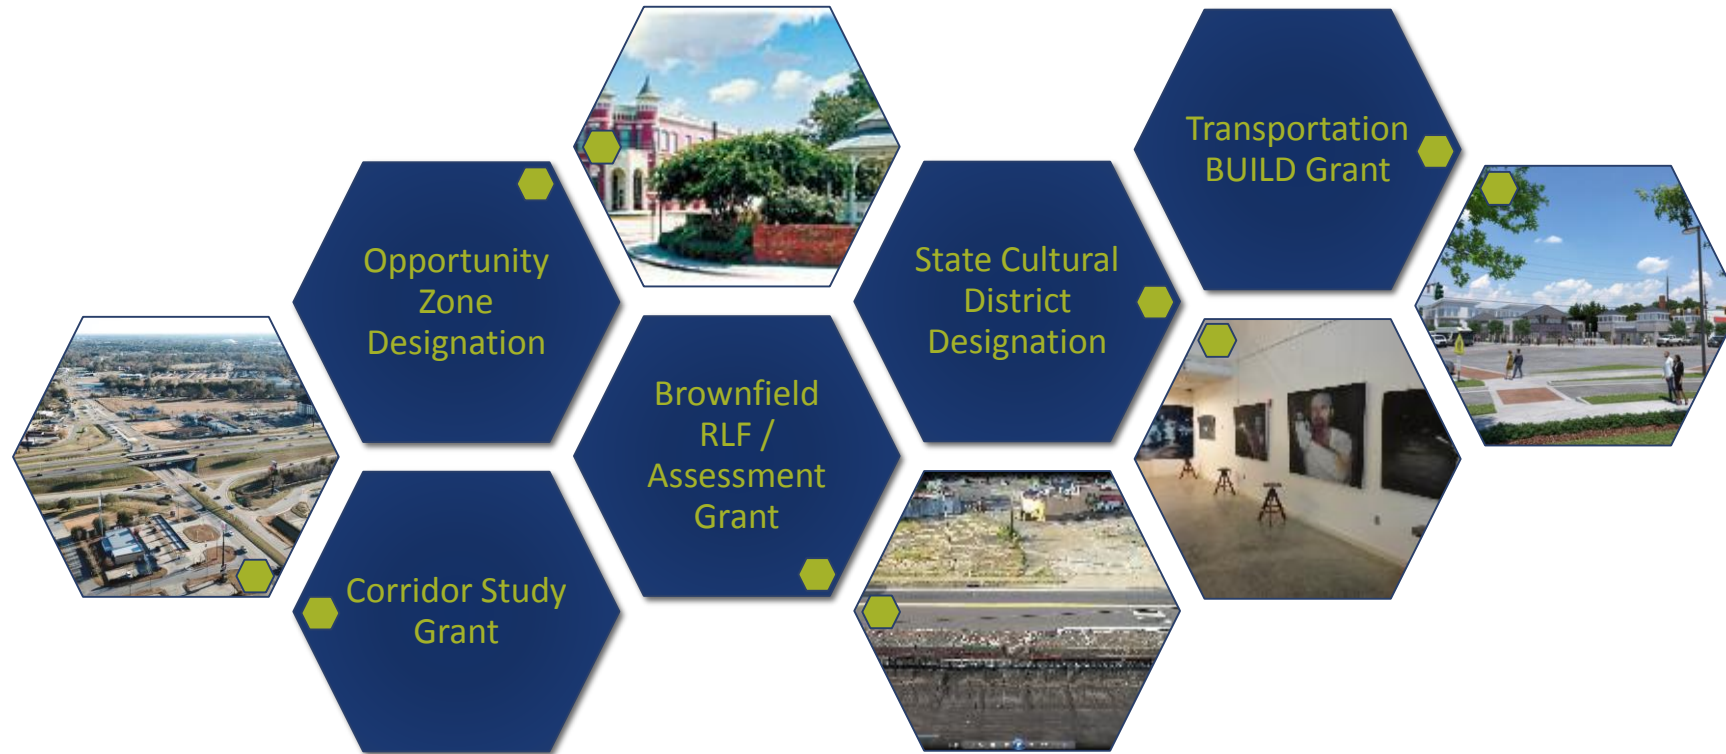 Transportation
BUILD Grant
Opportunity
Zone
Designation
State Cultural
District
Designation
Brownfield
RLF /
Assessment
Grant
Corridor Study
Grant